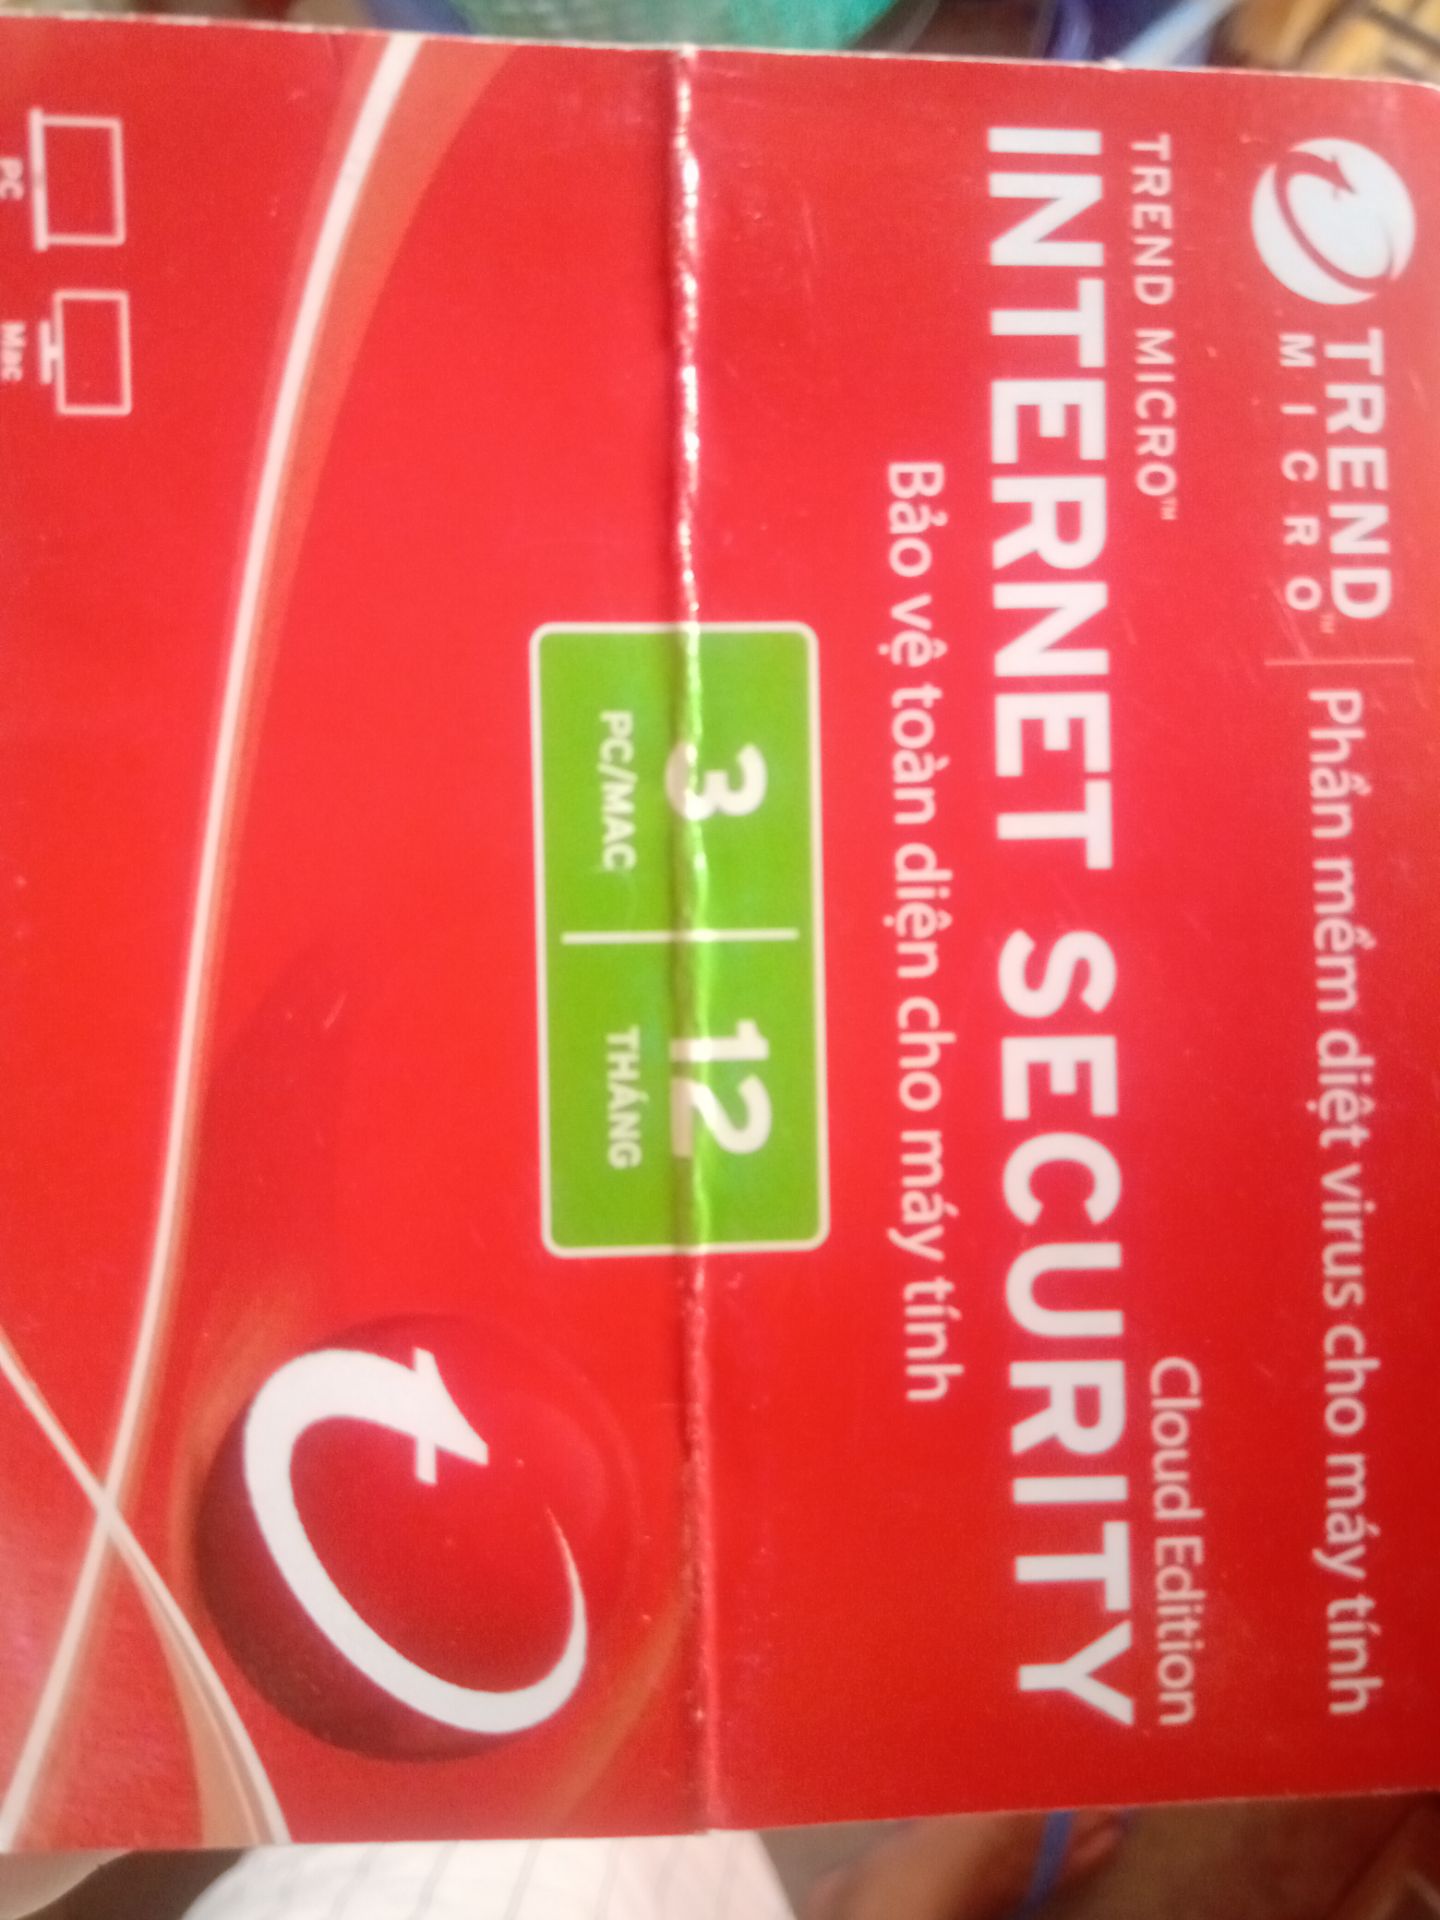 TREND
MICRO™
Phần mềm diệt virus cho máy tính
TREND MICRO™
Cloud Edition
INTERNET SECURITY
Bảo vệ toàn diện cho máy tính
3 12
PC/MAC THÁNG
PC Mac